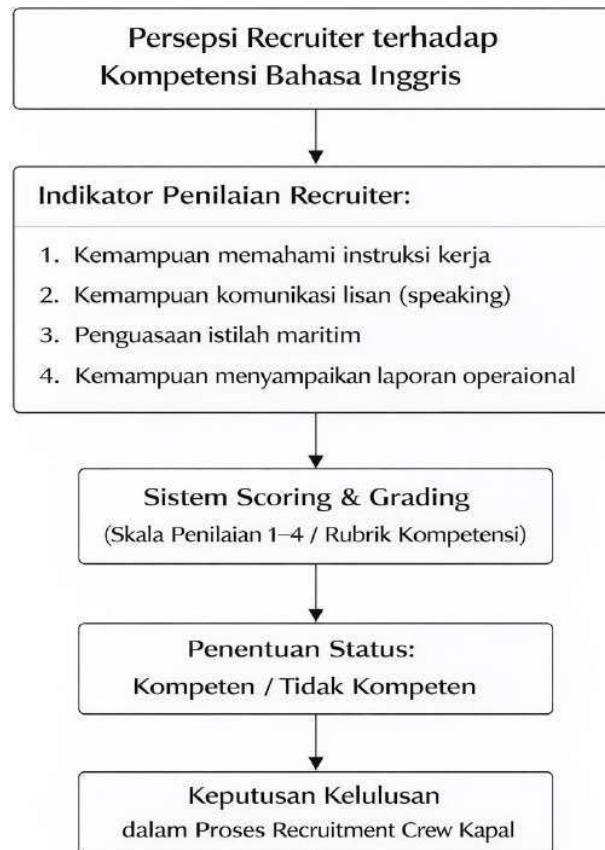 Persepsi Recruiter terhadap
Kompetensi Bahasa Inggris
Indikator Penilaian Recruiter:
1. Kemampuan memahami instruksi kerja
2. Kemampuan komunikasi lisan (speaking)
3. Penguasaan istilah maritim
4. Kemampuan menyampaikan laporan operaional
Sistem Scoring & Grading
(Skala Penilaian 1–4 / Rubrik Kompetensi)
Penentuan Status:
Kompeten / Tidak Kompeten
Keputusan Kelulusan
dalam Proses Recruitment Crew Kapal